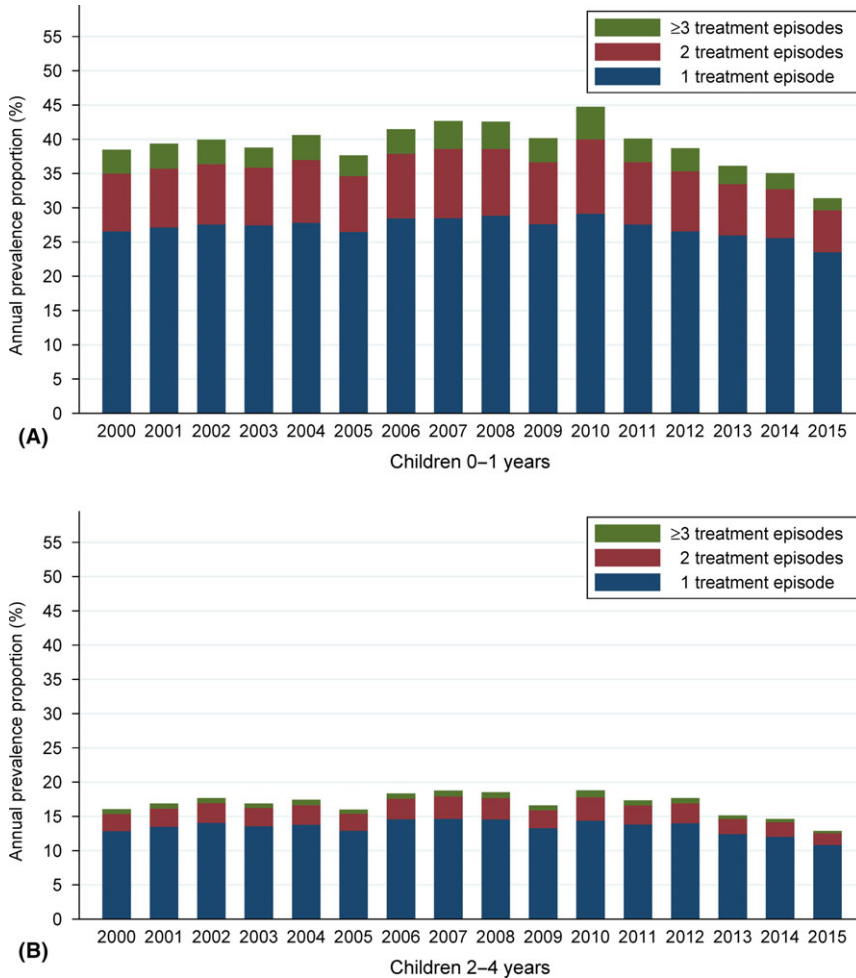 ≥3 treatment episodes
2 treatment episodes
1 treatment episode
Annual prevalence proportion (%)
55
50
45
40
35
30
25
20
15
10
5
0
2000 2001 2002 2003 2004 2005 2006 2007 2008 2009 2010 2011 2012 2013 2014 2015
(A)
Children 0–1 years
≥3 treatment episodes
2 treatment episodes
1 treatment episode
Annual prevalence proportion (%)
55
50
45
40
35
30
25
20
15
10
5
0
2000 2001 2002 2003 2004 2005 2006 2007 2008 2009 2010 2011 2012 2013 2014 2015
(B)
Children 2–4 years